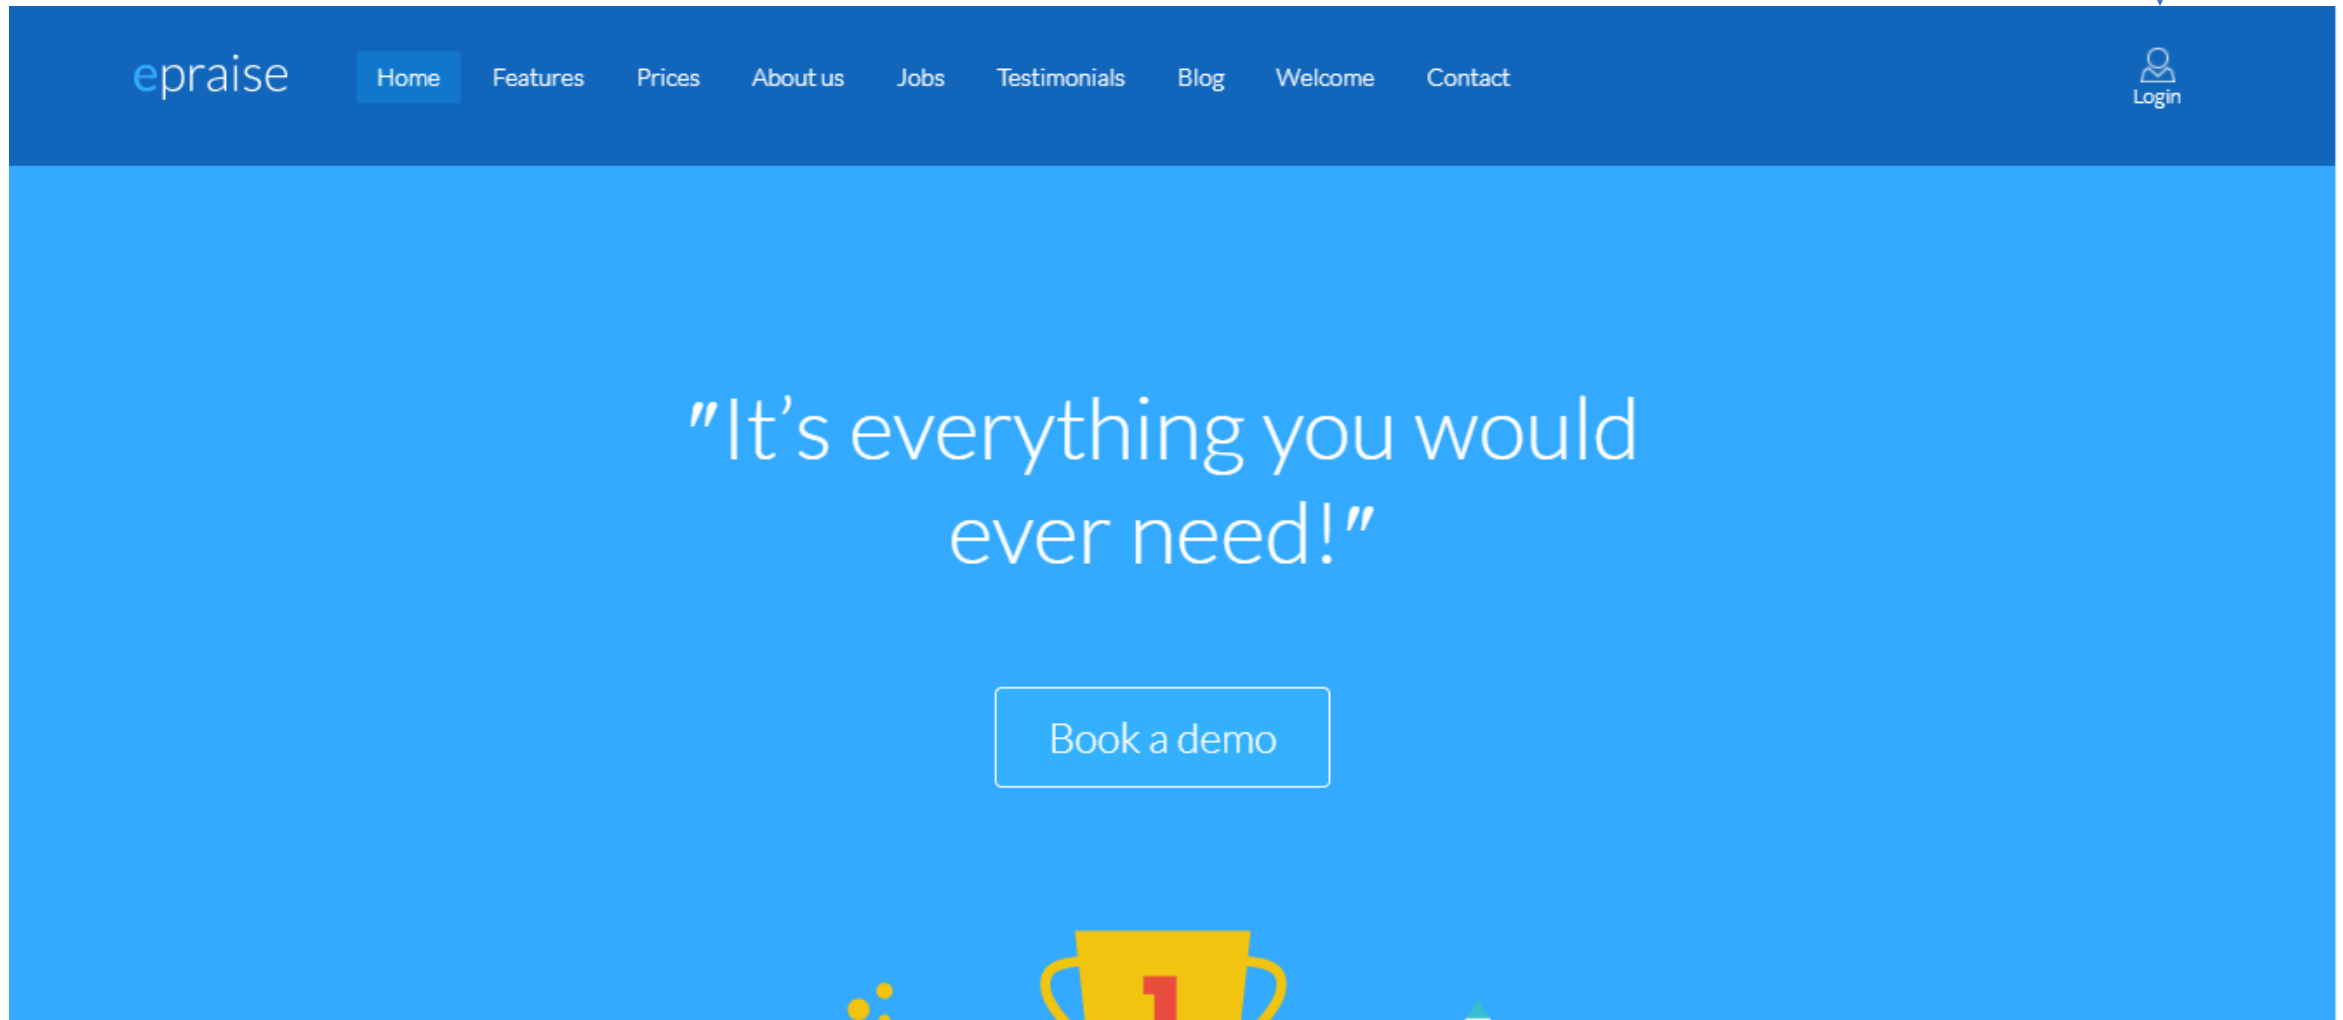 epraise Home Features Prices About us Jobs Testimonials Blog Welcome Contact
Login
"It’s everything you would
ever need!"
Book a demo
1